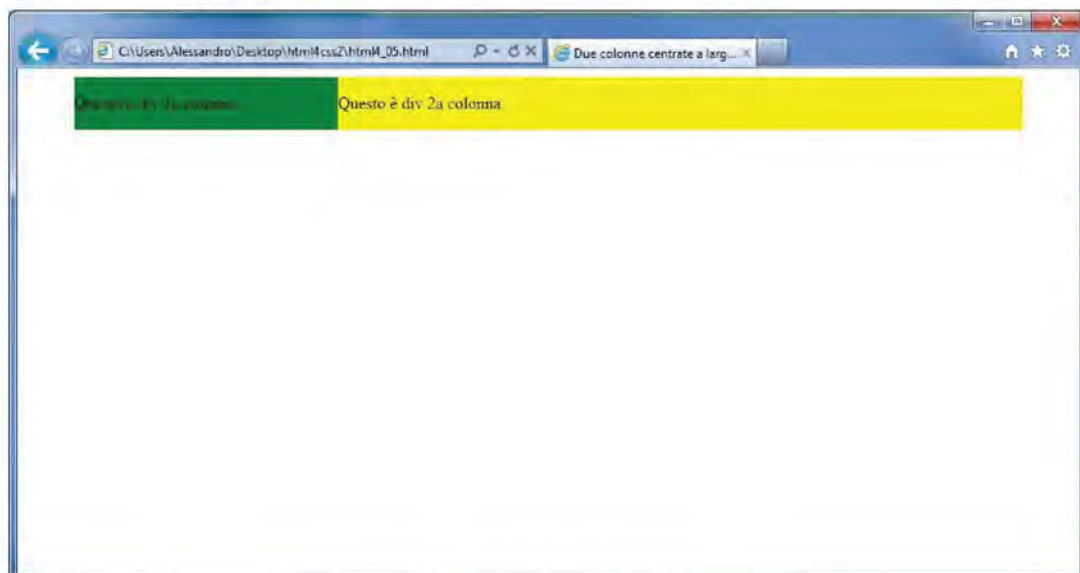 C:\Users\Alessandro\Desktop\html4css2\html4_05.html
Due colonne centrate a larg...
Questo è div 2a colonna